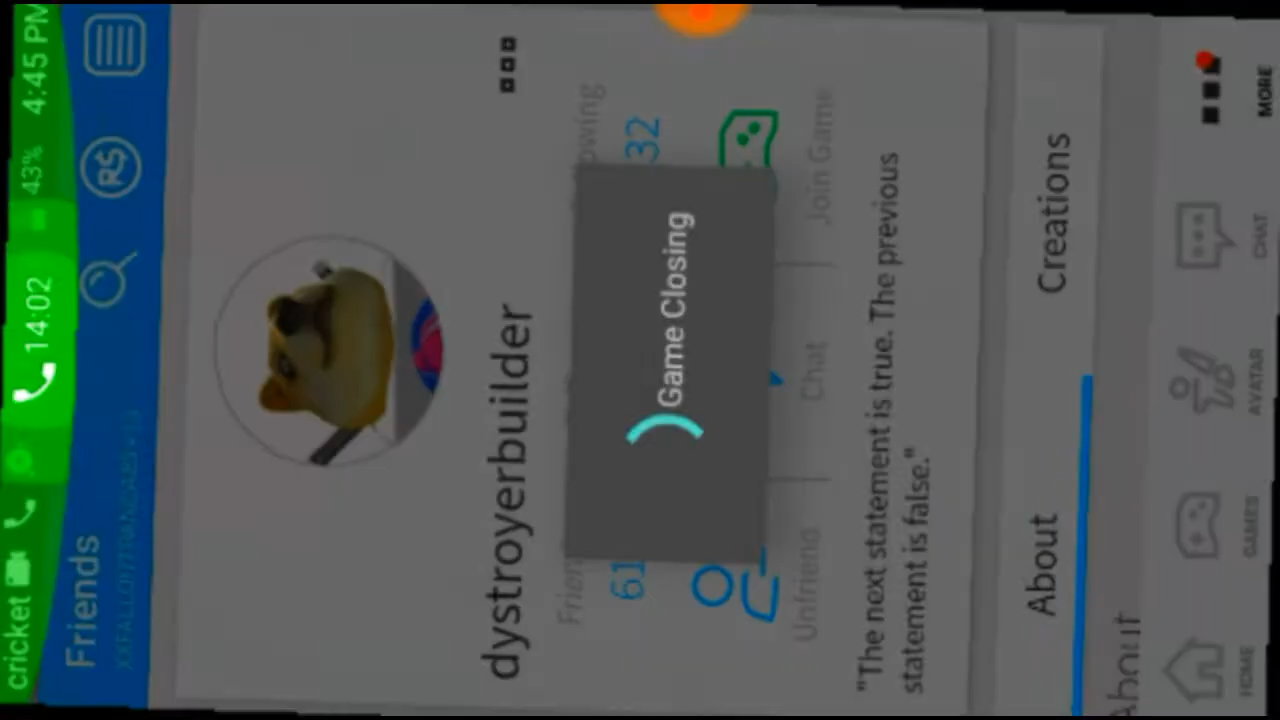 cricket 14:02 43% 4:45 PM
Friends
R$
dystroyerbuilder
61
32
Game Closing
Unfriend
Chat
Join Game
"The next statement is true. The previous
statement is false."
About
Creations
About
HOME
GAMES
AVATAR
CHAT
MORE